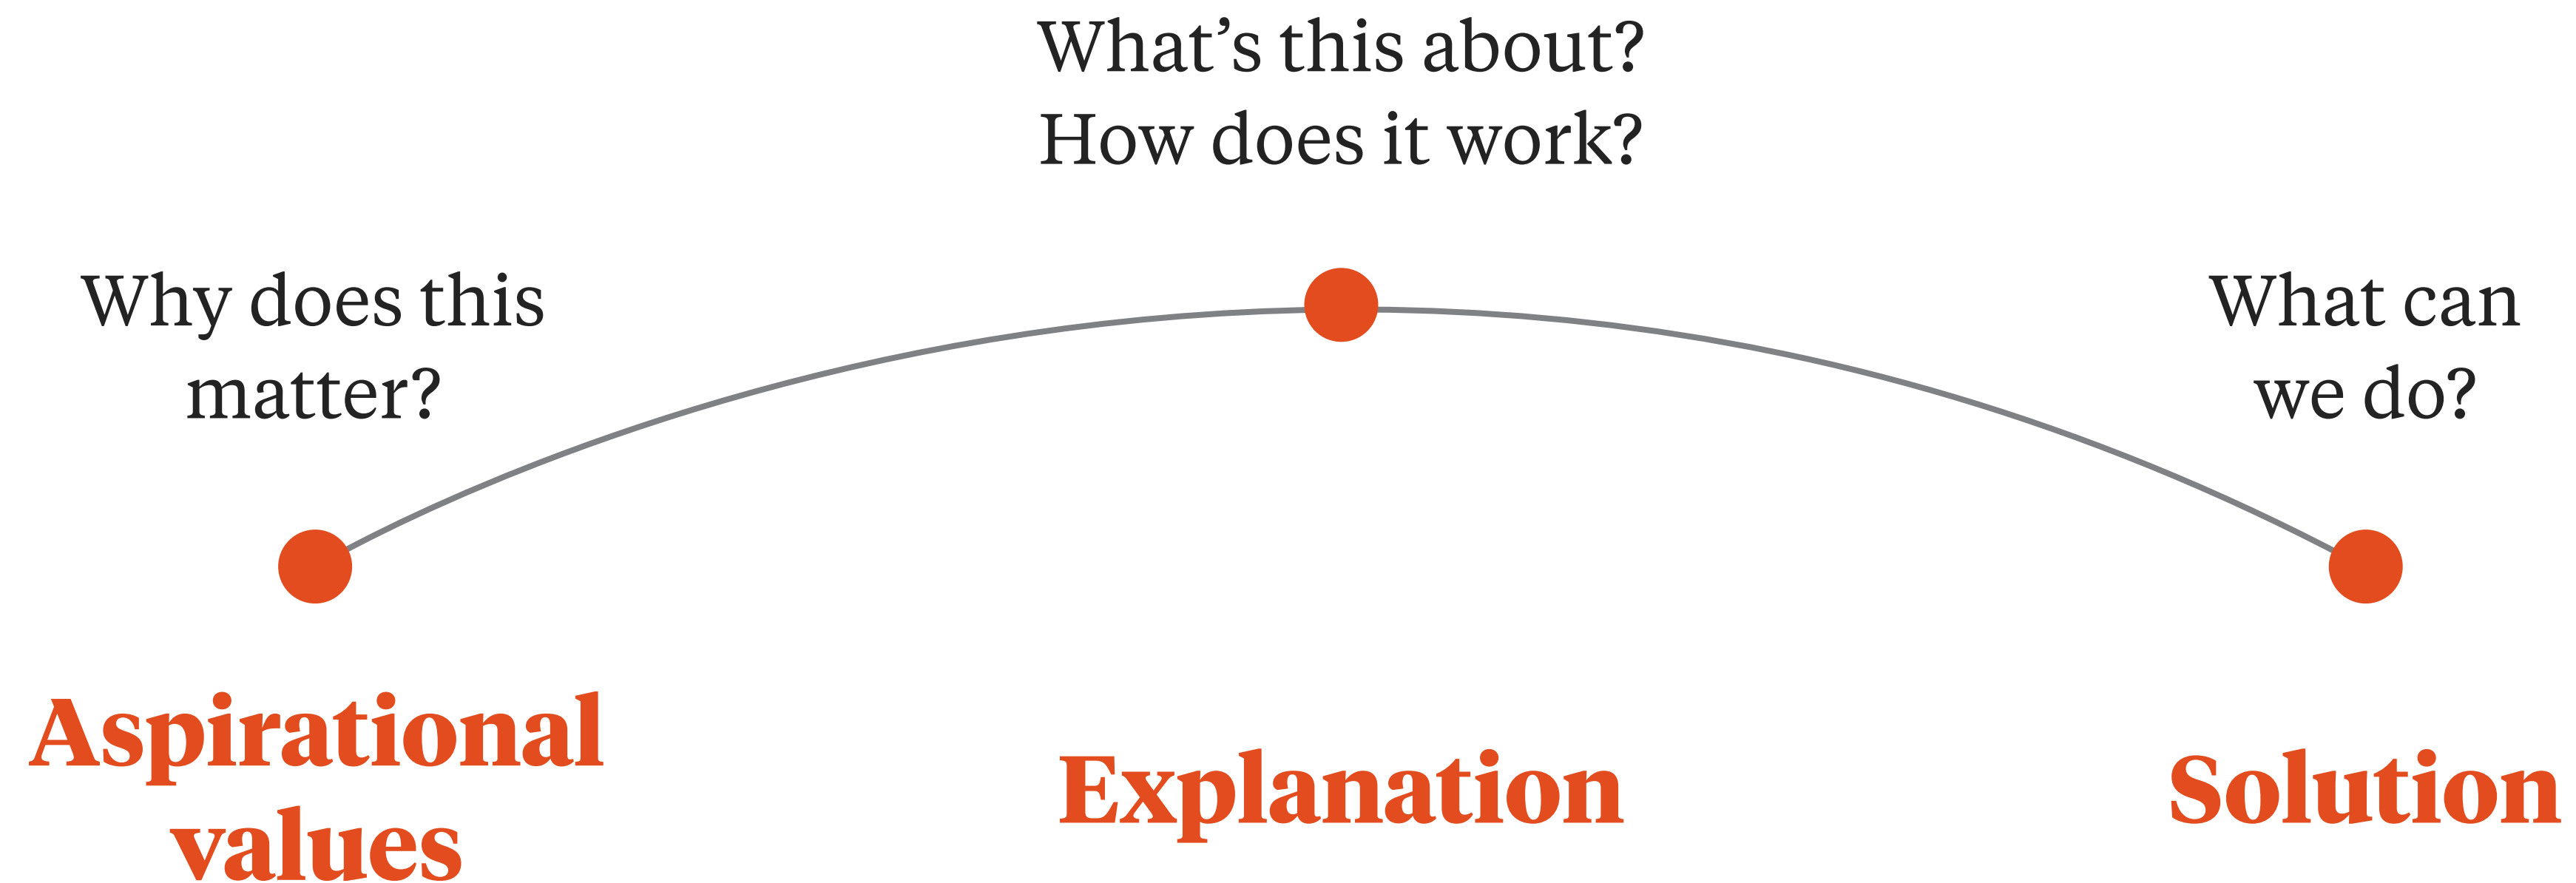 What’s this about?
How does it work?
Why does this
matter?
What can
we do?
Aspirational
values
Explanation
Solution